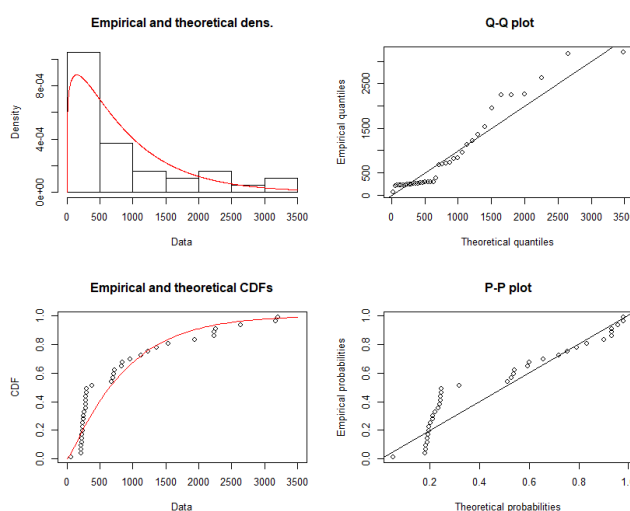 Empirical and theoretical dens.
Density
0e+00 4e-04 8e-04
0 500 1000 1500 2000 2500 3000 3500
Data
Q-Q plot
Empirical quantiles
0 500 1500 2500
0 1000 2000 3000
Theoretical quantiles
Empirical and theoretical CDFs
CDF
0.0 0.2 0.4 0.6 0.8 1.0
0 500 1000 1500 2000 2500 3000 3500
Data
P-P plot
Empirical probabilities
0.0 0.2 0.4 0.6 0.8 1.0
0.2 0.4 0.6 0.8 1.0
Theoretical probabilities